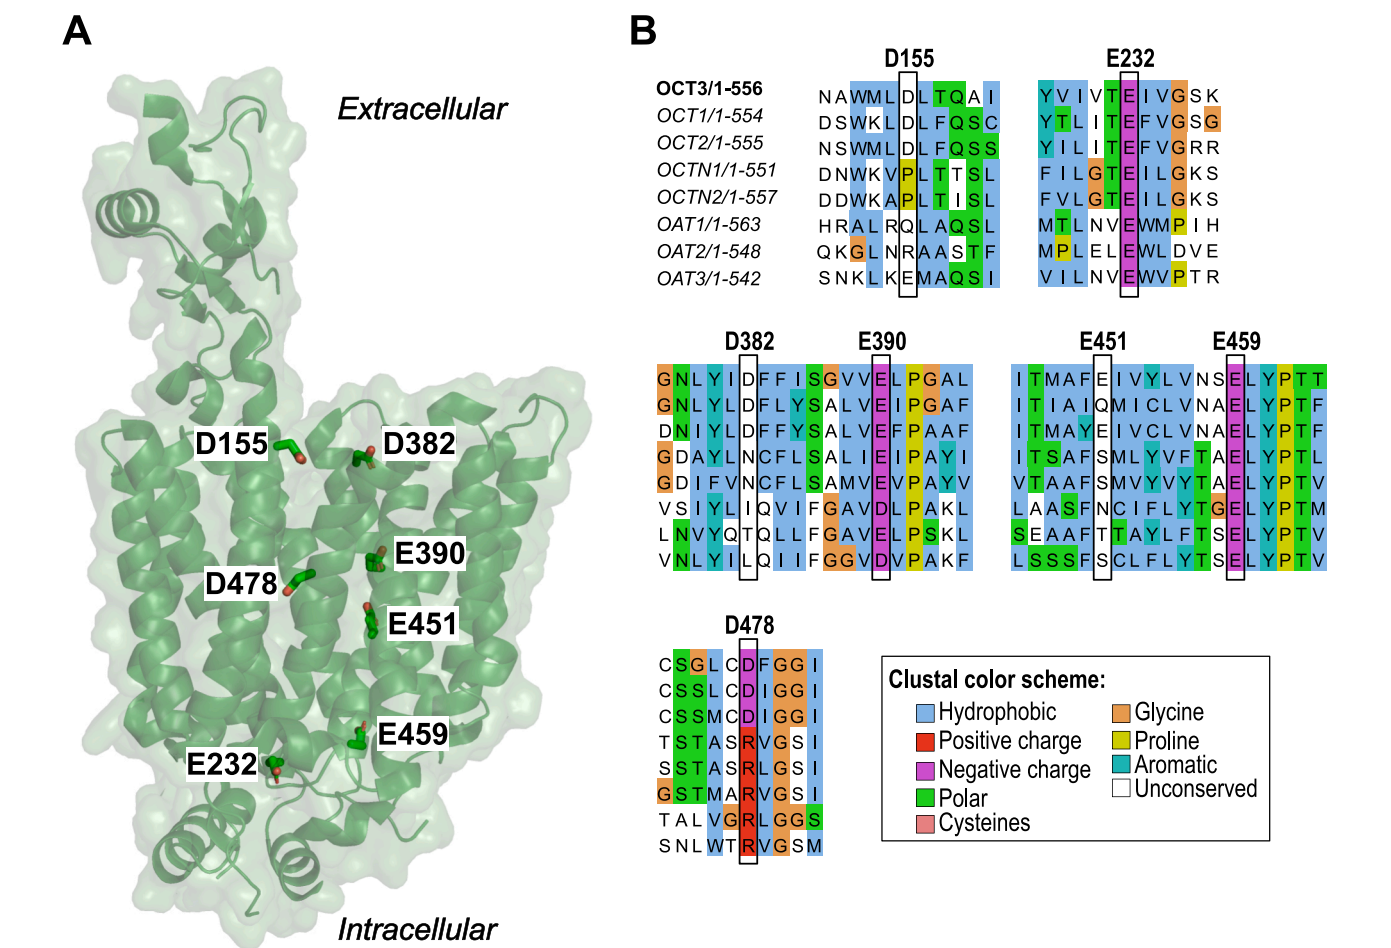 A
Extracellular
D155
D382
E390
D478
E451
E459
E232
Intracellular
B
D155
E232
OCT3/1-556
OCT1/1-554
OCT2/1-555
OCTN1/1-551
OCTN2/1-557
OAT1/1-563
OAT2/1-548
OAT3/1-542
NAWMLDLTQAI
DSWKLDLFQSC
NSWMLDLFQSS
DNWKVPLTTSL
DDWKAPLTISL
HRALRQLAQSL
QKGLNRAASTF
SNKLKEMAQSI
YVIVTEIVGSK
YTLITEFVGSG
YILITEFVGRR
FILGTEILGKS
FVLGTEILGKS
MTLNVEWMPIH
MPLELEWLDVE
VILNVEWVPTR
D382
E390
GNLYIDFFISGVVELPGAL
GNLYLDFLYSALVEIPGAF
DNIYLDFFYSALVEFPAAF
GDAYLNCFLSALIEIPAYI
GDIFVNCFLSAMVEVPAYV
VSIYLIQVIFGAVDLPAKL
LNVYQTQLLFGAVELPSKL
VNLYILQIIFGGVDVPAKF
E451
E459
ITMAFEIVYLVNSELYPTT
ITIAIQMICLVNAELYPTF
ITMAYEIVCLVNAELYPTF
ITSAFSMLYVFTAELYPTL
VTAAFSMVYVYTAELYPTV
LAASFNCIFLYTGELYPTM
SEAAFTTAYLFTSELYPTV
LSSSFSCLFLYTSELYPTV
D478
CSGLCDFGGI
CSSLCDIGGI
CSSMCDIGGI
TSTASRVGSI
SSTASRLGSI
GSTMARVGSI
TALVGRLGGS
SNLWTRVGSM
Clustal color scheme:
Hydrophobic
Positive charge
Negative charge
Polar
Cysteines
Glycine
Proline
Aromatic
Unconserved